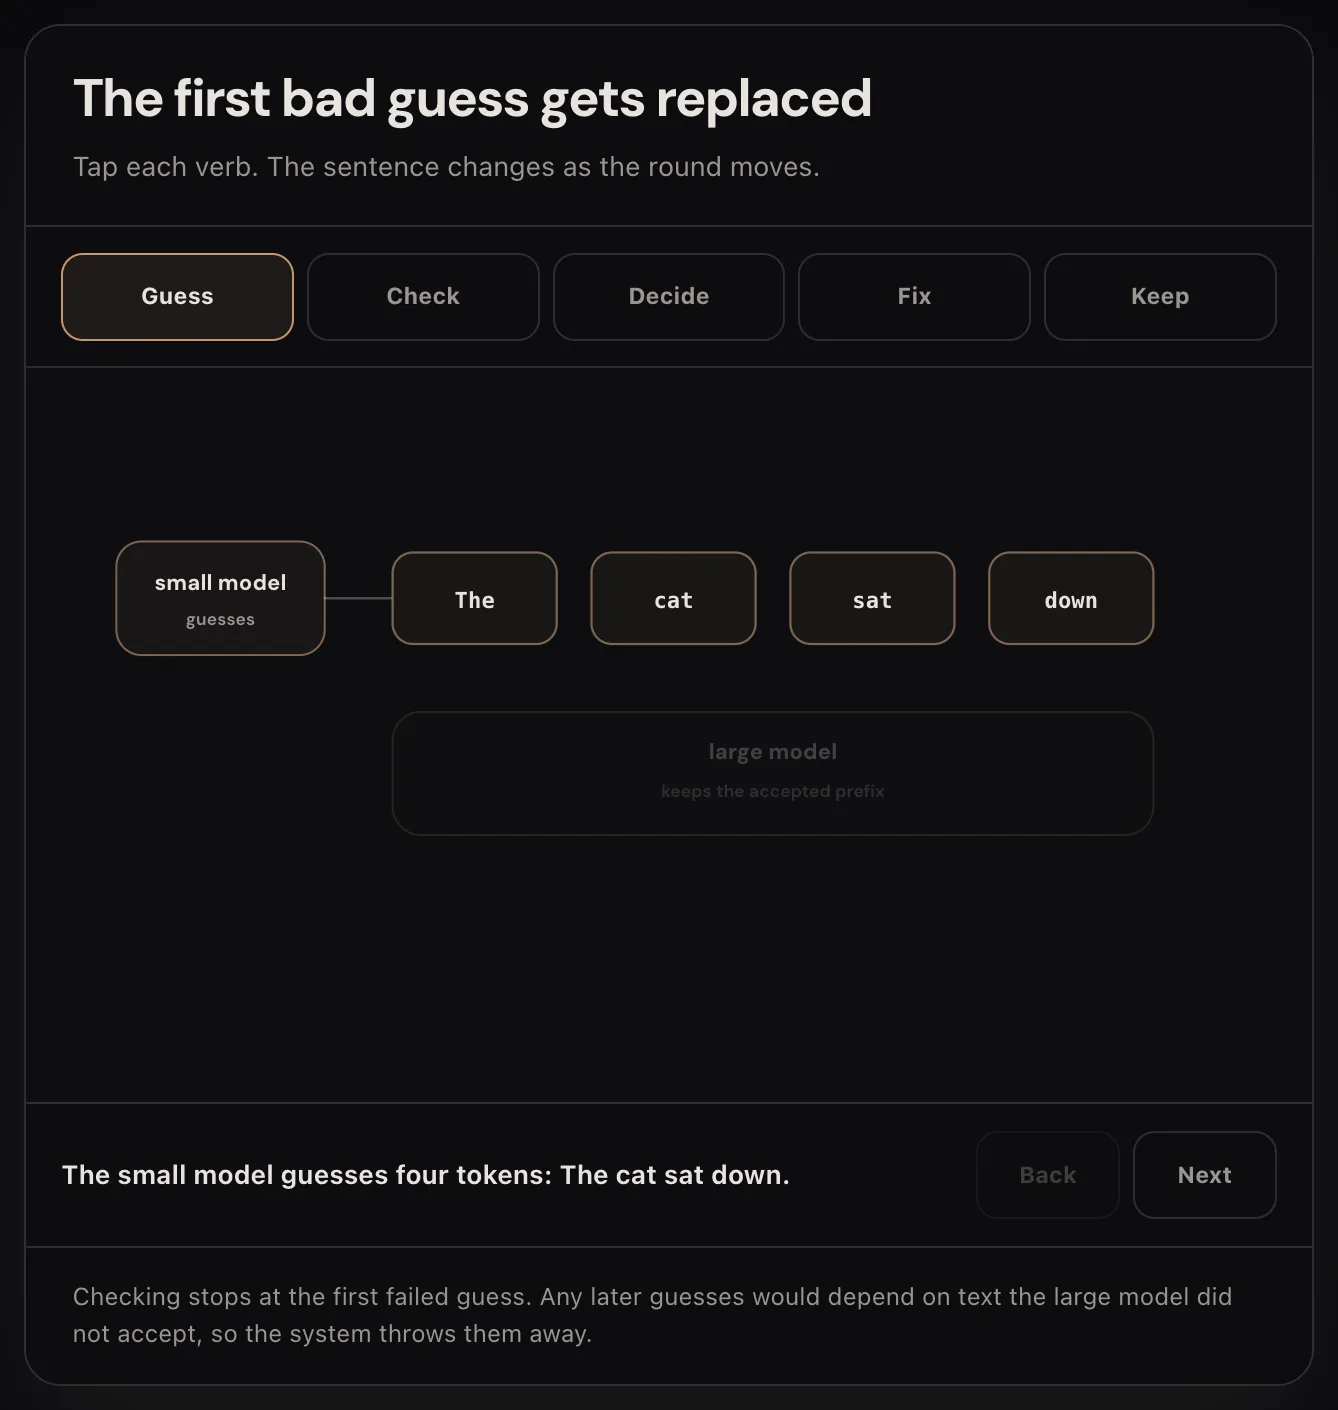 The first bad guess gets replaced
Tap each verb. The sentence changes as the round moves.
Guess
Check
Decide
Fix
Keep
small model
guesses
The
cat
sat
down
large model
keeps the accepted prefix
The small model guesses four tokens: The cat sat down.
Back
Next
Checking stops at the first failed guess. Any later guesses would depend on text the large model did
not accept, so the system throws them away.